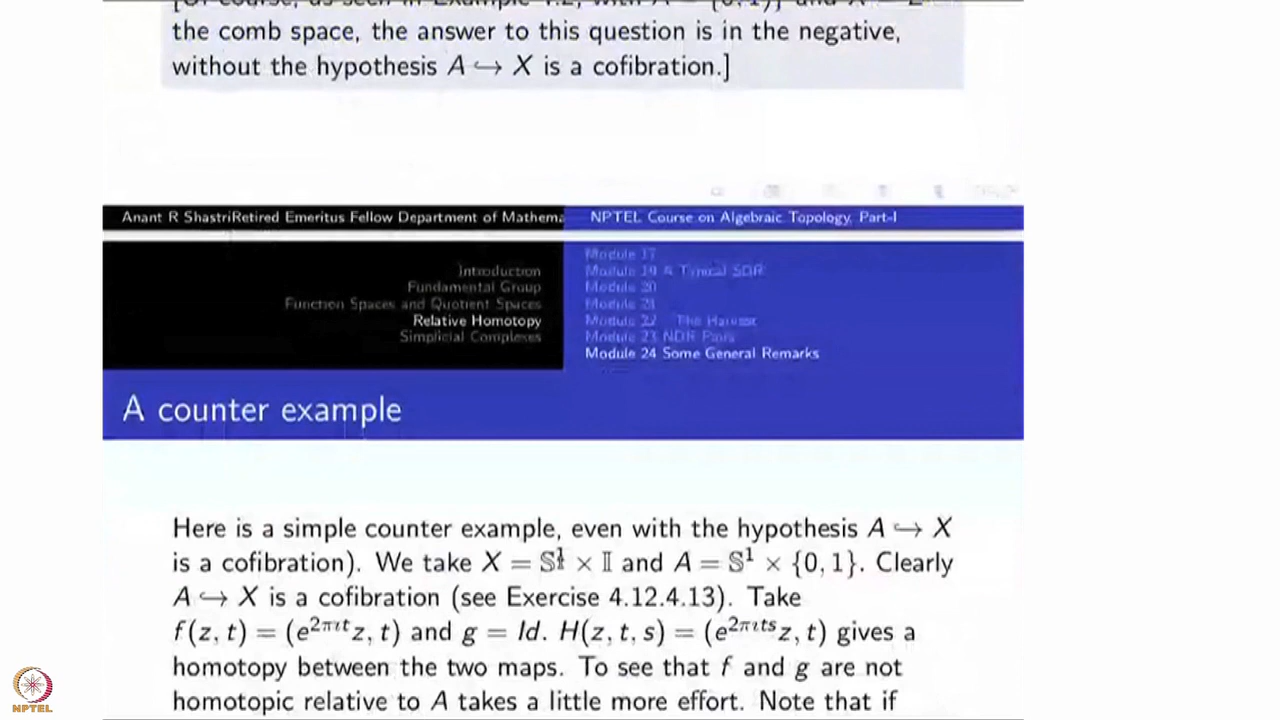 the comb space, the answer to this question is in the negative,
without the hypothesis A ↪ X is a cofibration.]
Anant R ShastriRetired Emeritus Fellow Department of Mathema
NPTEL Course on Algebraic Topology, Part-I
Introduction
Fundamental Group
Function Spaces and Quotient Spaces
Relative Homotopy
Simplicial Complexes
Module 17
Module 19 A Typical SDR
Module 20
Module 21
Module 22 The Harvest
Module 23 NDR Pairs
Module 24 Some General Remarks
A counter example
Here is a simple counter example, even with the hypothesis A ↪ X
is a cofibration). We take X = 𝕊¹ × 𝕀 and A = 𝕊¹ × {0, 1}. Clearly
A ↪ X is a cofibration (see Exercise 4.12.4.13). Take
f(z, t) = (e^{2πıt}z, t) and g = Id. H(z, t, s) = (e^{2πıts}z, t) gives a
homotopy between the two maps. To see that f and g are not
homotopic relative to A takes a little more effort. Note that if
NPTEL